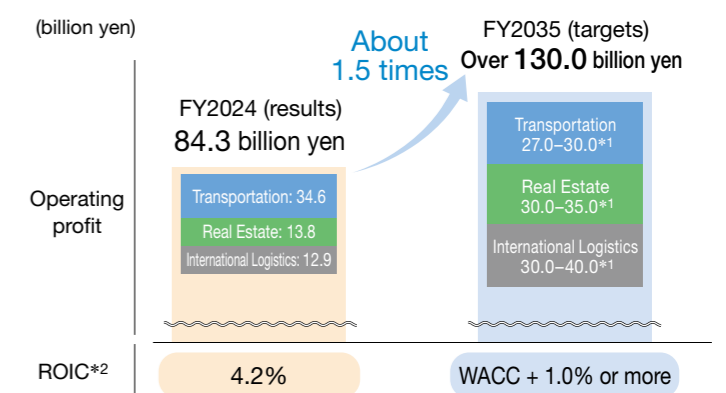 (billion yen)
About
1.5 times
FY2035 (targets)
Over 130.0 billion yen
FY2024 (results)
84.3 billion yen
Operating
profit
Transportation: 34.6
Real Estate: 13.8
International Logistics: 12.9
Transportation
27.0–30.0*1
Real Estate
30.0–35.0*1
International Logistics
30.0–40.0*1
ROIC*2
4.2%
WACC + 1.0% or more